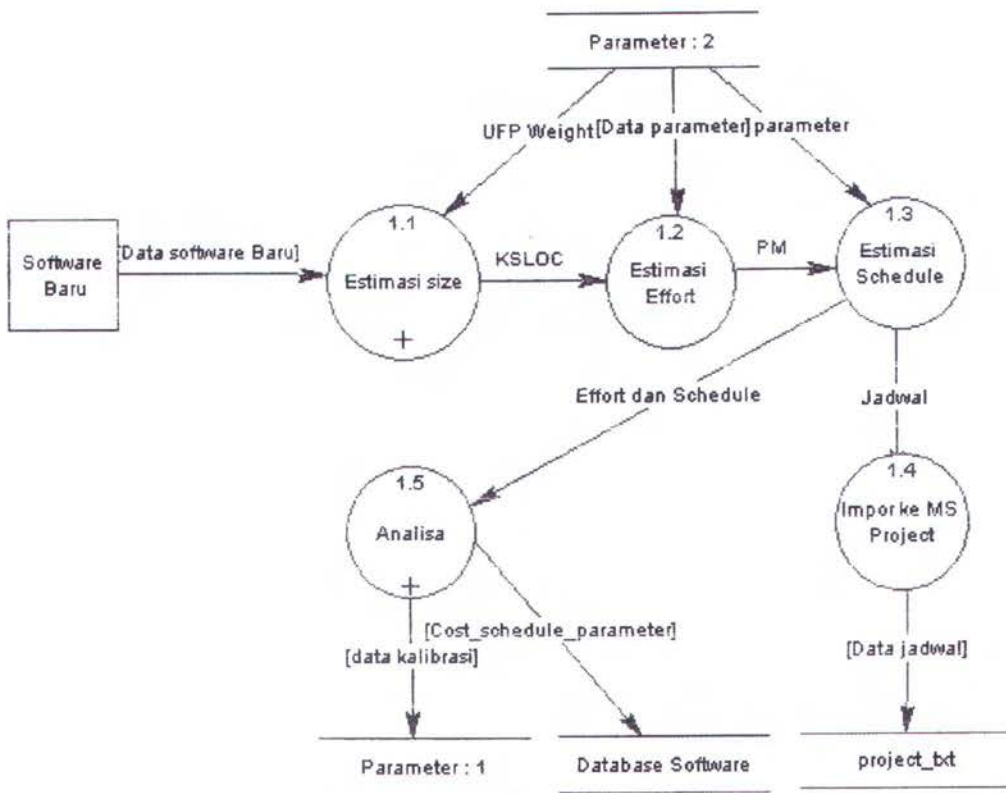 Parameter : 2
UFP Weight
[Data parameter]
parameter
1.1
Estimasi size
+
1.2
Estimasi
Effort
1.3
Estimasi
Schedule
Software
Baru
[Data software Baru]
KSLOC
PM
Effort dan Schedule
Jadwal
1.5
Analisa
+
1.4
Impor ke MS
Project
[Cost_schedule_parameter]
[data kalibrasi]
[Data jadwal]
Parameter : 1
Database Software
project_txt